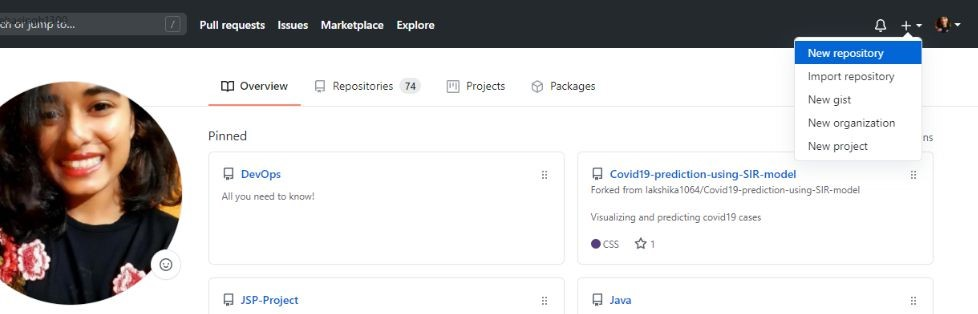 ch or jump to...
/
Pull requests Issues Marketplace Explore
New repository
Import repository
New gist
New organization
New project
Overview
Repositories 74
Projects
Packages
Pinned
ns
DevOps
All you need to know!
Covid19-prediction-using-SIR-model
Forked from lakshika1064/Covid19-prediction-using-SIR-model
Visualizing and predicting covid19 cases
CSS 1
JSP-Project
Java